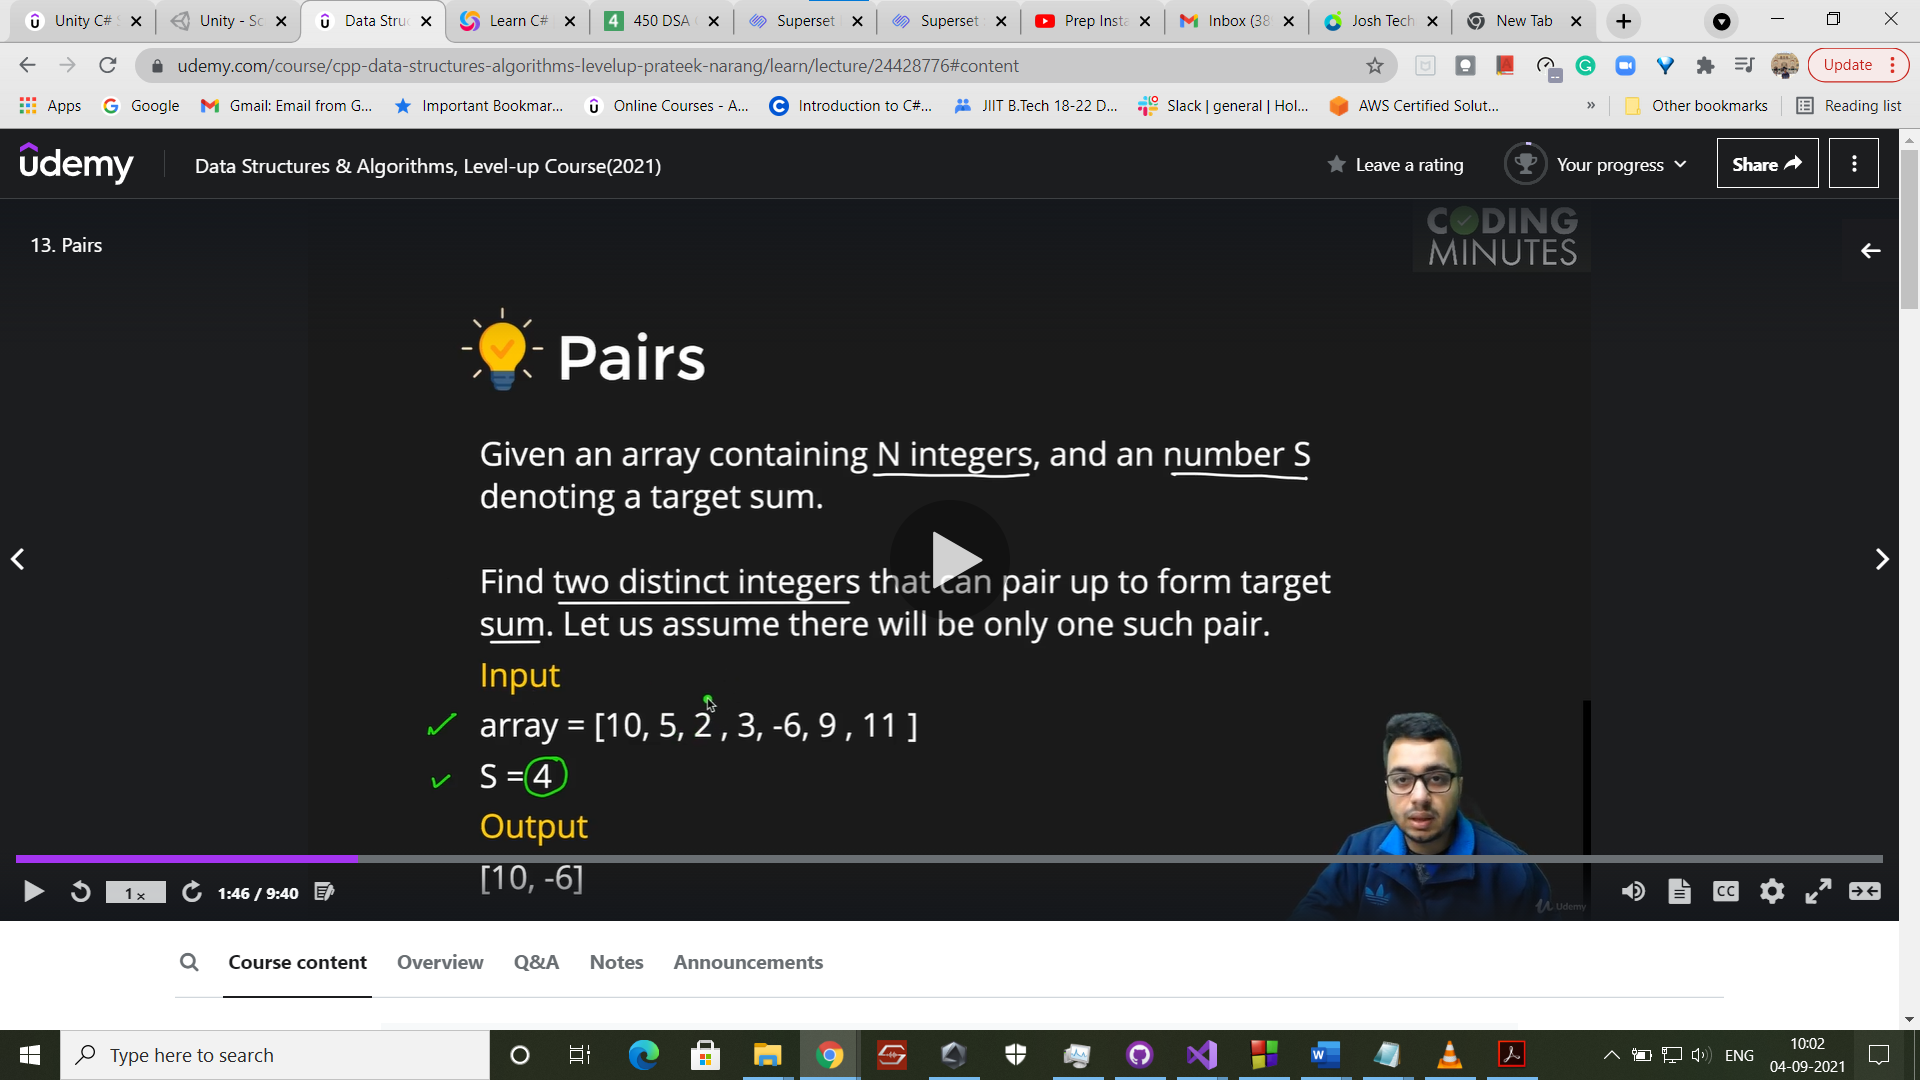 Unity C# S
Unity - Sc
Data Struc
Learn C#
450 DSA
Superset
Superset
Prep Insta
Inbox (38
Josh Tech
New Tab
udemy.com/course/cpp-data-structures-algorithms-levelup-prateek-narang/learn/lecture/24428776#content
Update
Apps
Google
Gmail: Email from G...
Important Bookmar...
Online Courses - A...
Introduction to C#...
JIIT B.Tech 18-22 D...
Slack | general | Hol...
AWS Certified Solut...
»
Other bookmarks
Reading list
udemy
Data Structures & Algorithms, Level-up Course(2021)
Leave a rating
Your progress
Share
13. Pairs
CODING
MINUTES
Pairs
Given an array containing N integers, and an number S
denoting a target sum.
Find two distinct integers that can pair up to form target
sum. Let us assume there will be only one such pair.
Input
array = [10, 5, 2 , 3, -6, 9 , 11 ]
S = 4
Output
[10, -6]
1x
1:46 / 9:40
CC
Udemy
Course content
Overview
Q&A
Notes
Announcements
Type here to search
ENG
10:02
04-09-2021